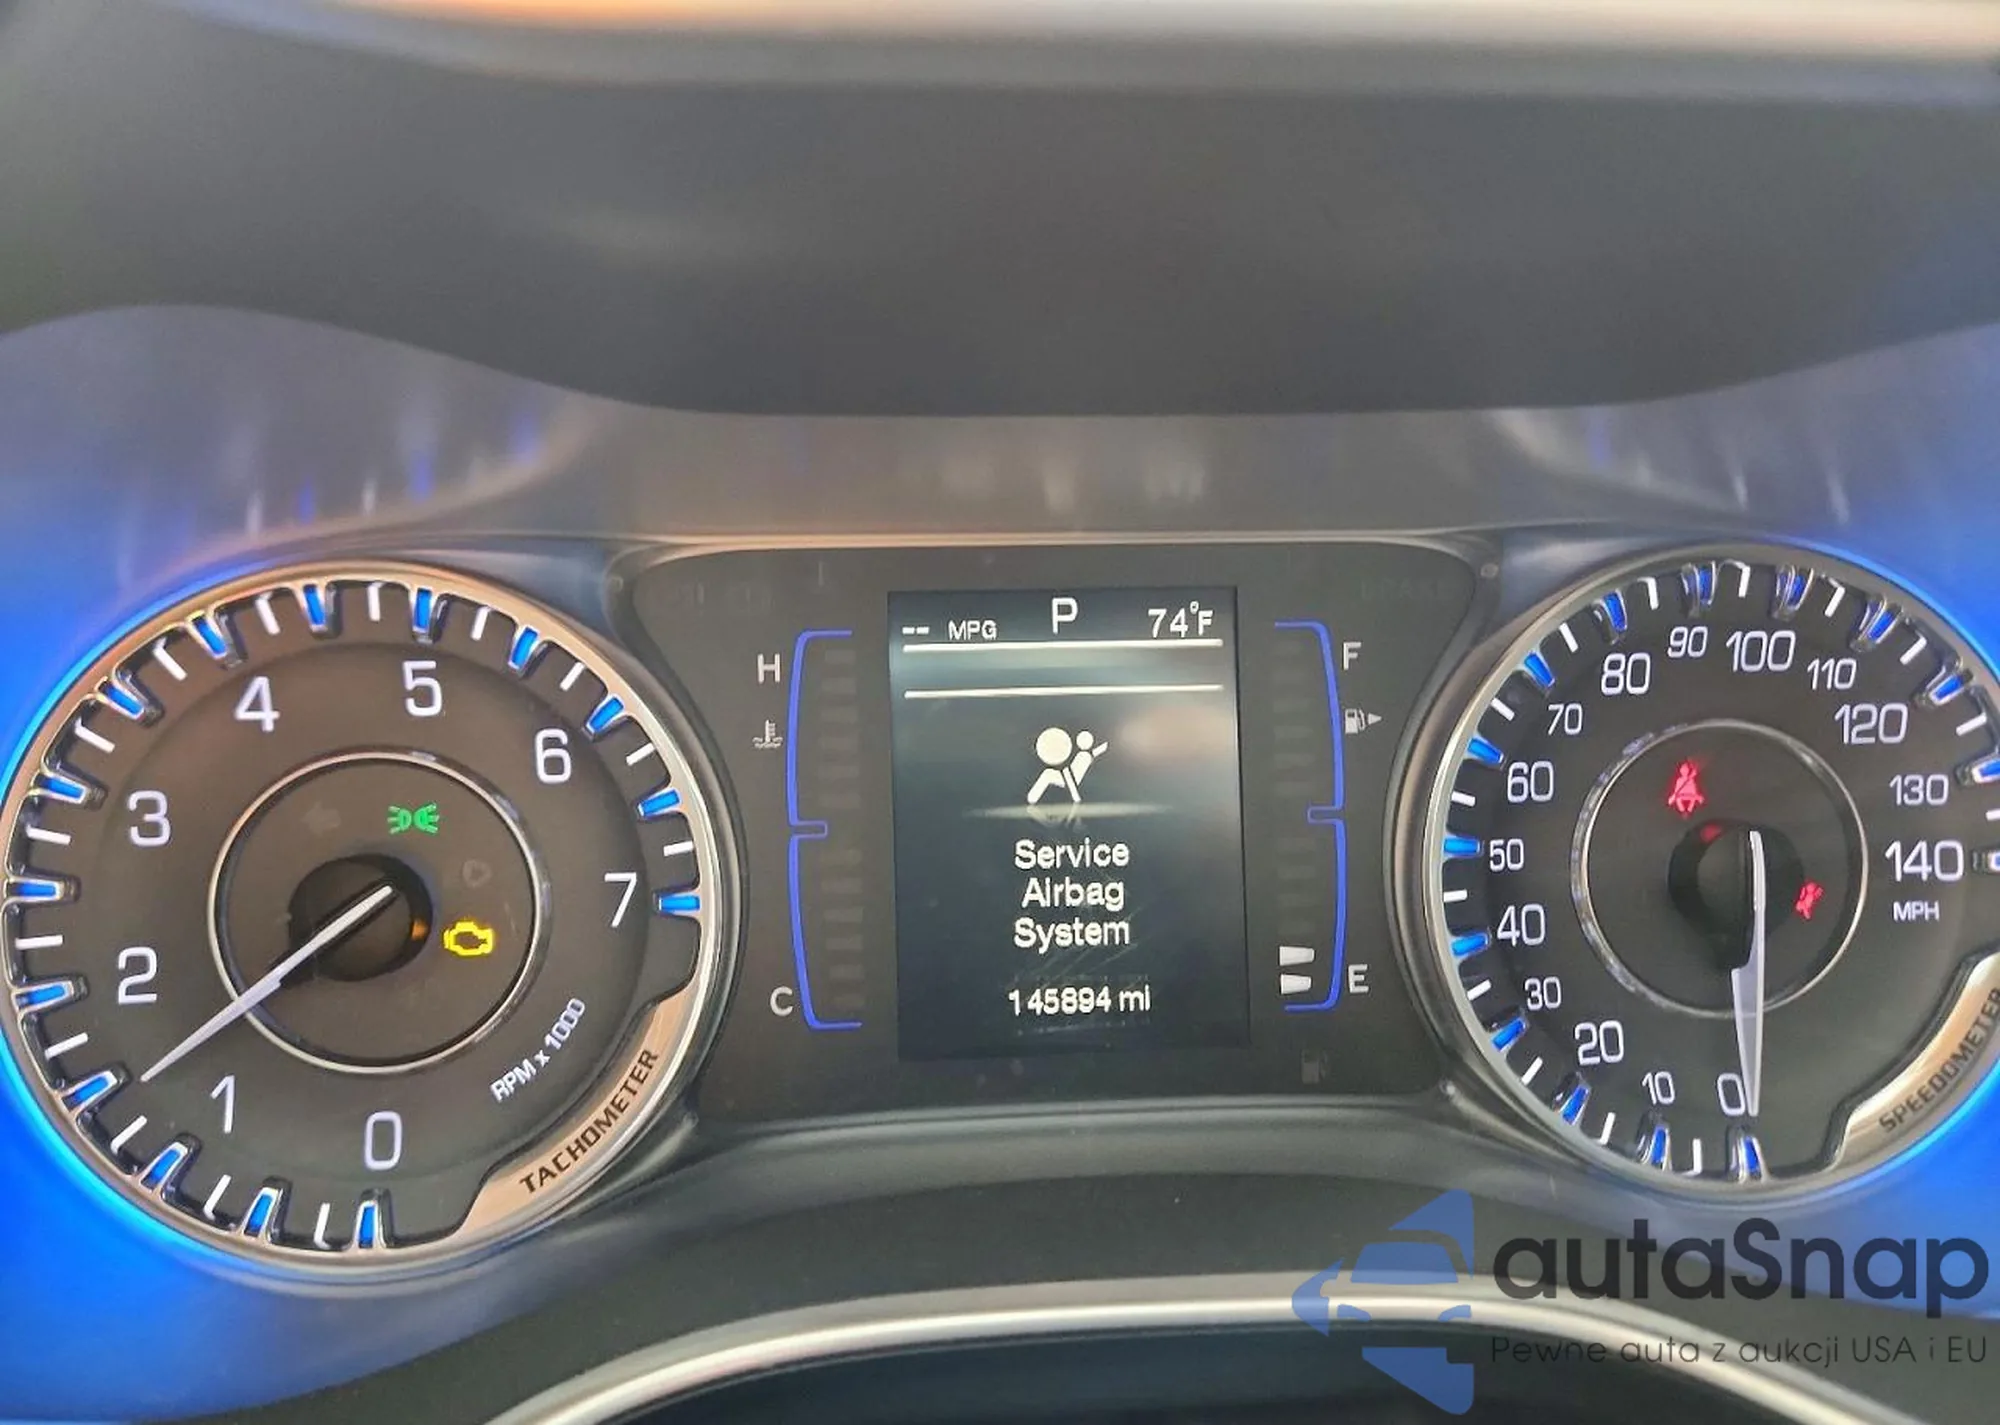 -- MPG P 74°F
H
F
C
E
Service
Airbag
System
145894 mi
0
1
2
3
4
5
6
7
RPM x 1000
TACHOMETER
0
10
20
30
40
50
60
70
80
90
100
110
120
130
140
MPH
SPEEDOMETER
autaSnap
Pewne auta z aukcji USA i EU